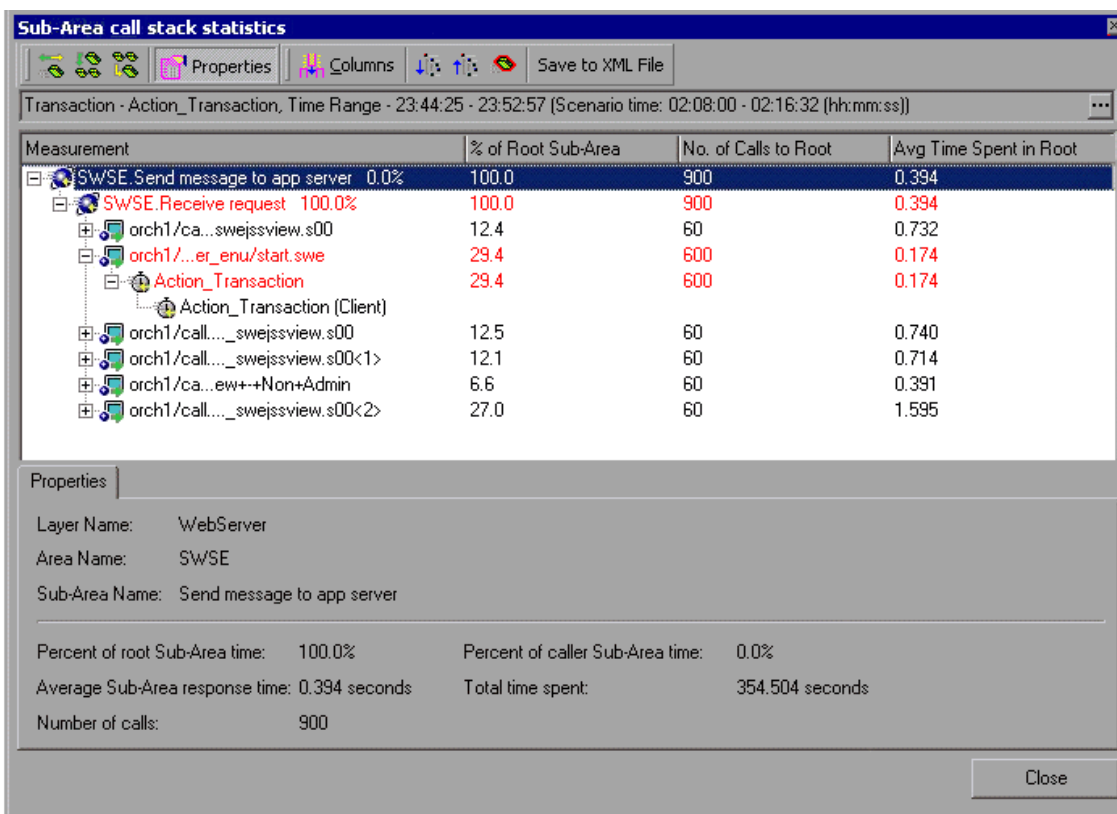 Sub-Area call stack statistics
Properties Columns Save to XML File
Transaction - Action_Transaction, Time Range - 23:44:25 - 23:52:57 (Scenario time: 02:08:00 - 02:16:32 (hh:mm:ss)) ...
Measurement % of Root Sub-Area No. of Calls to Root Avg Time Spent in Root
SWSE.Send message to app server 0.0% 100.0 900 0.394
SWSE.Receive request 100.0% 100.0 900 0.394
orch1/ca...swejssview.s00 12.4 60 0.732
orch1/...er_enu/start.swe 29.4 600 0.174
Action_Transaction 29.4 600 0.174
Action_Transaction (Client)
orch1/call...._swejssview.s00 12.5 60 0.740
orch1/call...._swejssview.s00<1> 12.1 60 0.714
orch1/ca...ew+-+Non+Admin 6.6 60 0.391
orch1/call...._swejssview.s00<2> 27.0 60 1.595
Properties
Layer Name: WebServer
Area Name: SWSE
Sub-Area Name: Send message to app server
Percent of root Sub-Area time: 100.0% Percent of caller Sub-Area time: 0.0%
Average Sub-Area response time: 0.394 seconds Total time spent: 354.504 seconds
Number of calls: 900
Close